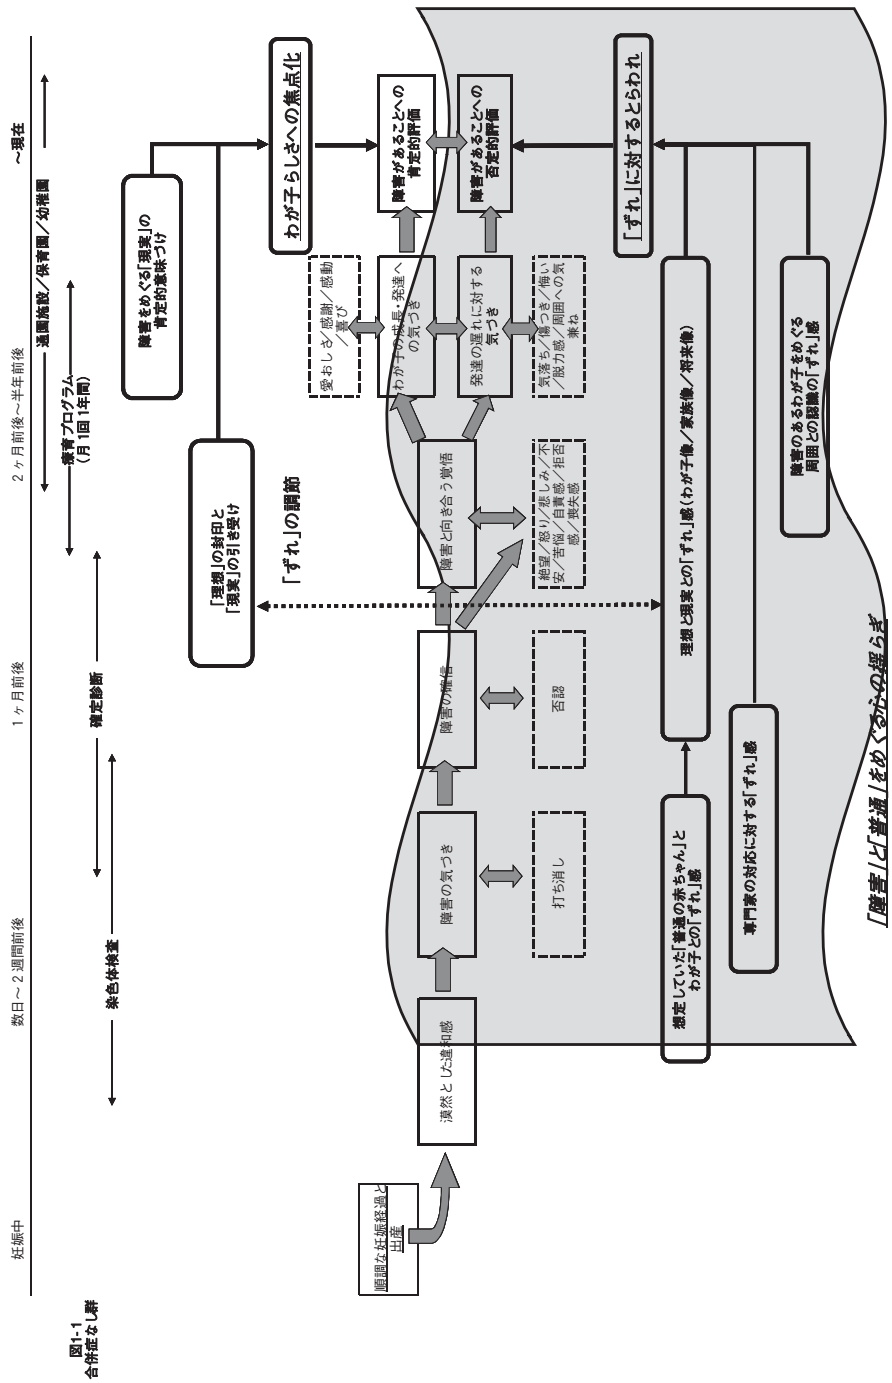 図1-1
合併症なし群
妊娠中
数日～2週間前後
1ヶ月前後
2ヶ月前後～半年前後
～現在
通園施設／保育園／幼稚園
療育プログラム
（月1回 1年間）
確定診断
染色体検査
障害をめぐる「現実」の
肯定的意味づけ
「理想」の封印と
「現実」の引き受け
わが子らしさへの焦点化
「ずれ」の調節
愛おしさ／感謝／感動
／喜び
順調な妊娠経過と
出産
漠然とした違和感
障害の気づき
障害の確信
障害と向き合う覚悟
わが子の成長・発達へ
の気づき
障害があることへの
肯定的評価
発達の遅れに対する
気づき
障害があることへの
否定的評価
打ち消し
否認
絶望／怒り／悲しみ／不
安／苦悩／自責感／拒否
感／喪失感
気落ち／傷つき／悔い
／脱力感／周囲への気
兼ね
「ずれ」に対するとらわれ
想定していた「普通の赤ちゃん」と
わが子との「ずれ」感
理想と現実との「ずれ」感（わが子像／家族像／将来像）
専門家の対応に対する「ずれ」感
障害のあるわが子をめぐる
周囲との認識の「ずれ」感
「障害」と「普通」をめぐる心の揺らぎ